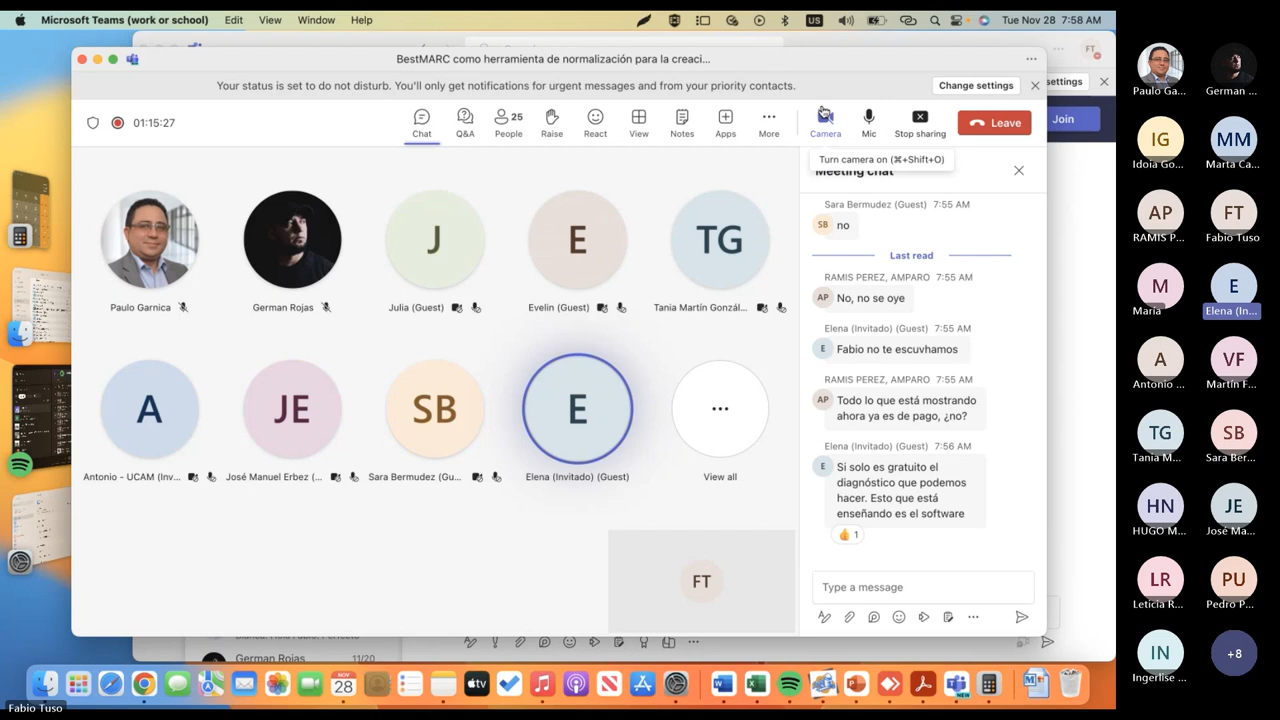 Microsoft Teams (work or school) Edit View Window Help
US
Tue Nov 28 7:58 AM
BestMARC como herramienta de normalización para la creaci...
FT
Your status is set to do not disturb. You'll only get notifications for urgent messages and from your priority contacts.
Change settings
settings
01:15:27
Chat
Q&A
25
People
Raise
React
View
Notes
Apps
More
Camera
Mic
Stop sharing
Leave
Join
Turn camera on (⌘+Shift+O)
Meeting chat
J
E
TG
Paulo Garnica
German Rojas
Julia (Guest)
Evelin (Guest)
Tania Martín Gonzál...
A
JE
SB
E
...
Antonio - UCAM (Inv...
José Manuel Erbez (...
Sara Bermudez (Gu...
Elena (Invitado) (Guest)
View all
FT
Sara Bermudez (Guest) 7:55 AM
SB
no
Last read
RAMIS PEREZ, AMPARO 7:55 AM
AP
No, no se oye
Elena (Invitado) (Guest) 7:55 AM
E
Fabio no te escuvhamos
RAMIS PEREZ, AMPARO 7:55 AM
AP
Todo lo que está mostrando
ahora ya es de pago, ¿no?
Elena (Invitado) (Guest) 7:56 AM
E
Si solo es gratuito el
diagnóstico que podemos
hacer. Esto que está
enseñando es el software
1
Type a message
German Rojas
11/20
NOV
28
tv
NEW
Fabio Tuso
Paulo Ga...
German ...
IG
MM
Idoia Go...
Marta Ca...
AP
FT
RAMIS P...
Fabio Tuso
M
E
María
Elena (In...
A
VF
Antonio ...
Martín F...
TG
SB
Tania M...
Sara Ber...
HN
JE
HUGO M...
José Ma...
LR
PU
Leticia R...
Pedro P...
IN
+8
Ingerlise ...